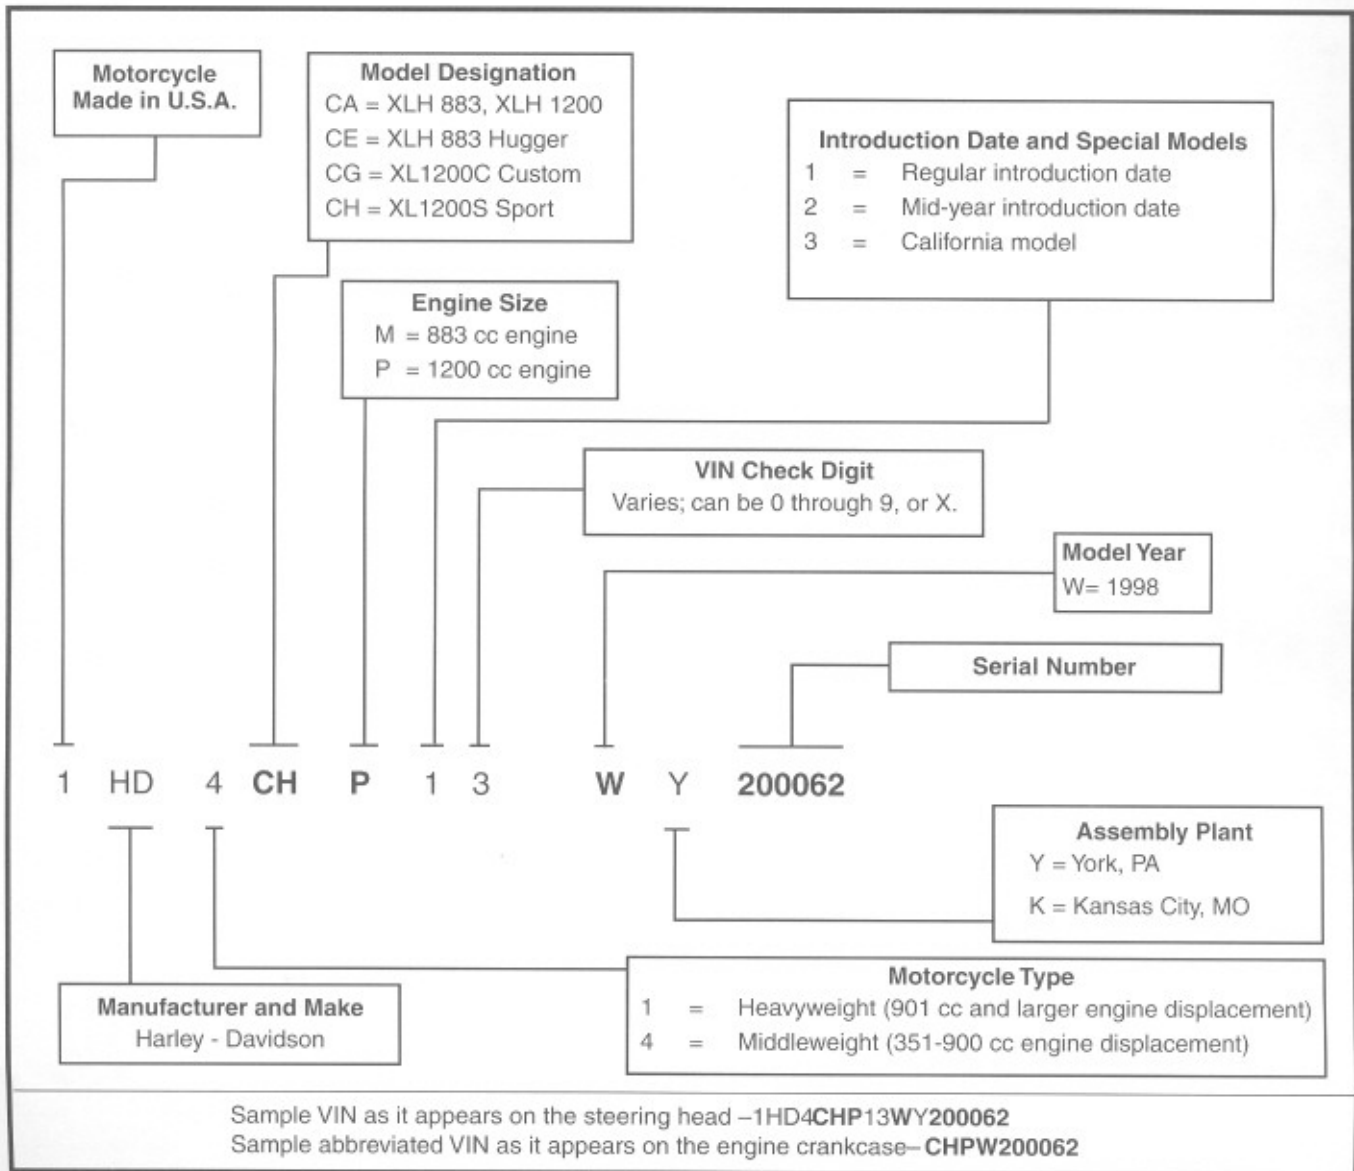 Motorcycle
Made in U.S.A.
Model Designation
CA = XLH 883, XLH 1200
CE = XLH 883 Hugger
CG = XL1200C Custom
CH = XL1200S Sport
Introduction Date and Special Models
1 = Regular introduction date
2 = Mid-year introduction date
3 = California model
Engine Size
M = 883 cc engine
P = 1200 cc engine
VIN Check Digit
Varies; can be 0 through 9, or X.
Model Year
W= 1998
Serial Number
1 HD 4 CH P 1 3 W Y 200062
Assembly Plant
Y = York, PA
K = Kansas City, MO
Motorcycle Type
1 = Heavyweight (901 cc and larger engine displacement)
4 = Middleweight (351-900 cc engine displacement)
Manufacturer and Make
Harley - Davidson
Sample VIN as it appears on the steering head –1HD4CHP13WY200062
Sample abbreviated VIN as it appears on the engine crankcase– CHPW200062